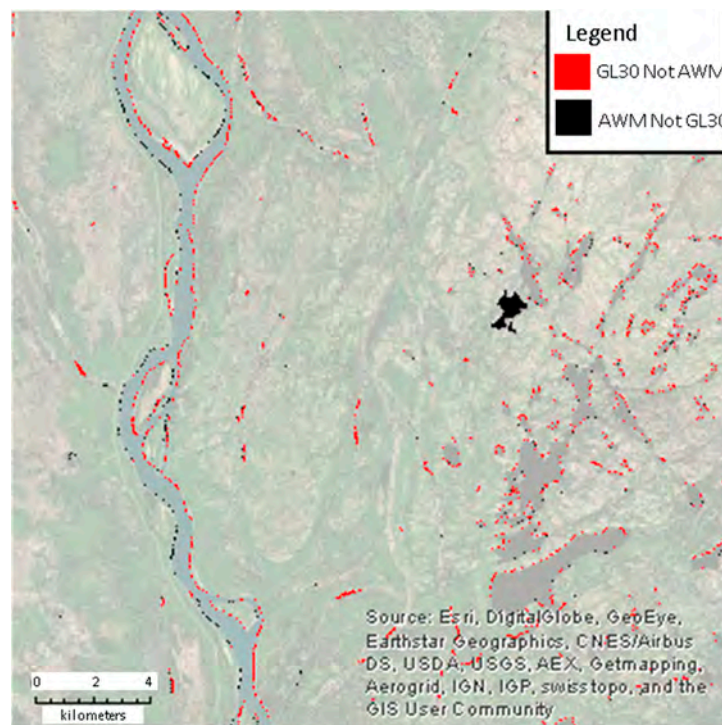 Legend
GL30 Not AWM
AWM Not GL30
Source: Esri, DigitalGlobe, GeoEye,
Earthstar Geographics, CNES/Airbus
DS, USDA, USGS, AEX, Getmapping,
Aerogrid, IGN, IGP, swisstopo, and the
GIS User Community
0 2 4
kilometers